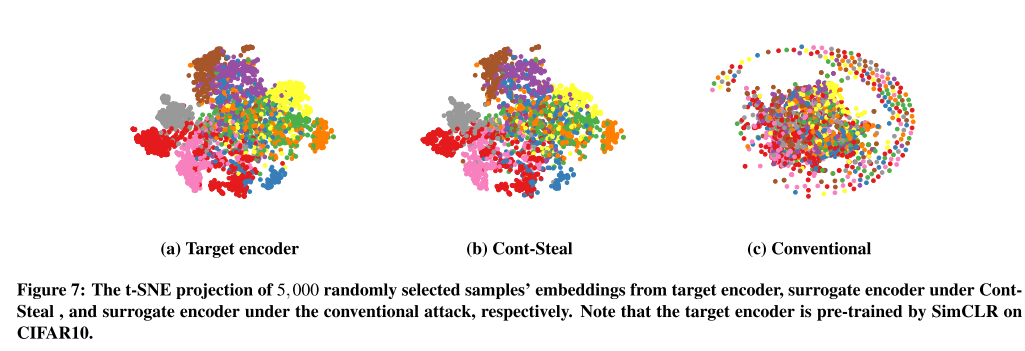 (a) Target encoder
(b) Cont-Steal
(c) Conventional
Figure 7: The t-SNE projection of 5,000 randomly selected samples' embeddings from target encoder, surrogate encoder under Cont-
Steal , and surrogate encoder under the conventional attack, respectively. Note that the target encoder is pre-trained by SimCLR on
CIFAR10.